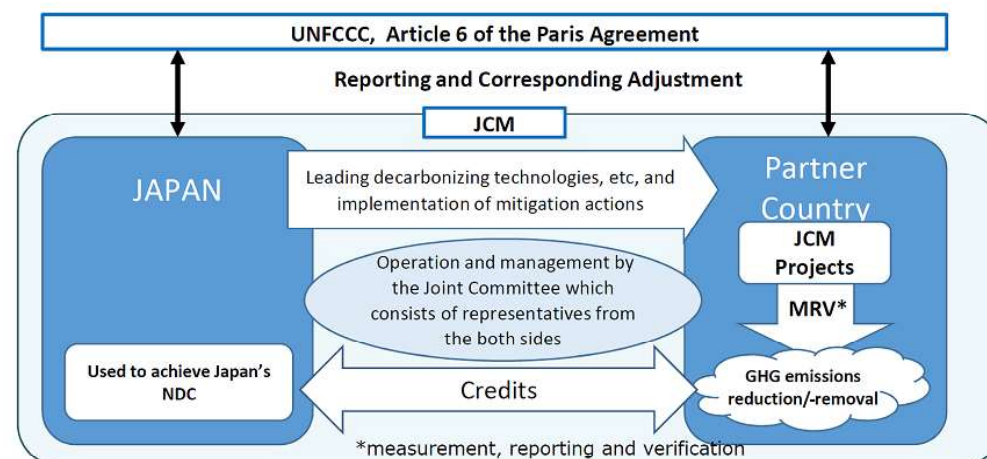 UNFCCC, Article 6 of the Paris Agreement
Reporting and Corresponding Adjustment
JCM
JAPAN
Leading decarbonizing technologies, etc, and
implementation of mitigation actions
Partner
Country
JCM
Projects
Operation and management by
the Joint Committee which
consists of representatives from
the both sides
MRV*
Used to achieve Japan's
NDC
Credits
GHG emissions
reduction/-removal
*measurement, reporting and verification